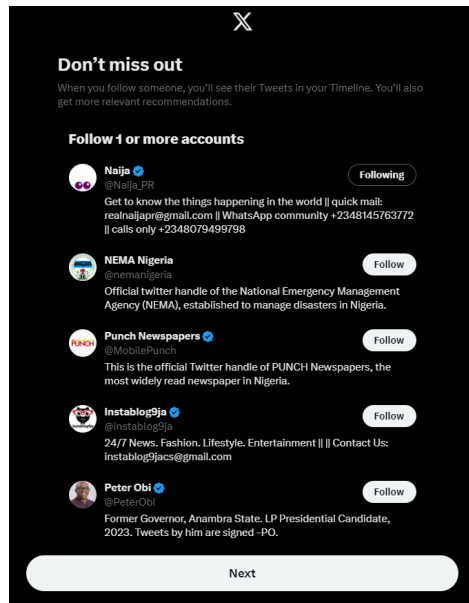 Don't miss out
When you follow someone, you'll see their Tweets in your Timeline. You'll also
get more relevant recommendations.
Follow 1 or more accounts
Naija
@Naija_PR
Following
Get to know the things happening in the world || quick mail:
realnaijapr@gmail.com || WhatsApp community +2348145763772
|| calls only +2348079499798
NEMA Nigeria
@nemanigeria
Follow
Official twitter handle of the National Emergency Management
Agency (NEMA), established to manage disasters in Nigeria.
PUNCH
Punch Newspapers
@MobilePunch
Follow
This is the official Twitter handle of PUNCH Newspapers, the
most widely read newspaper in Nigeria.
Instablog9ja
@instablog9ja
Follow
24/7 News. Fashion. Lifestyle. Entertainment || || Contact Us:
instablog9jacs@gmail.com
Peter Obi
@PeterObi
Follow
Former Governor, Anambra State. LP Presidential Candidate,
2023. Tweets by him are signed -PO.
Next